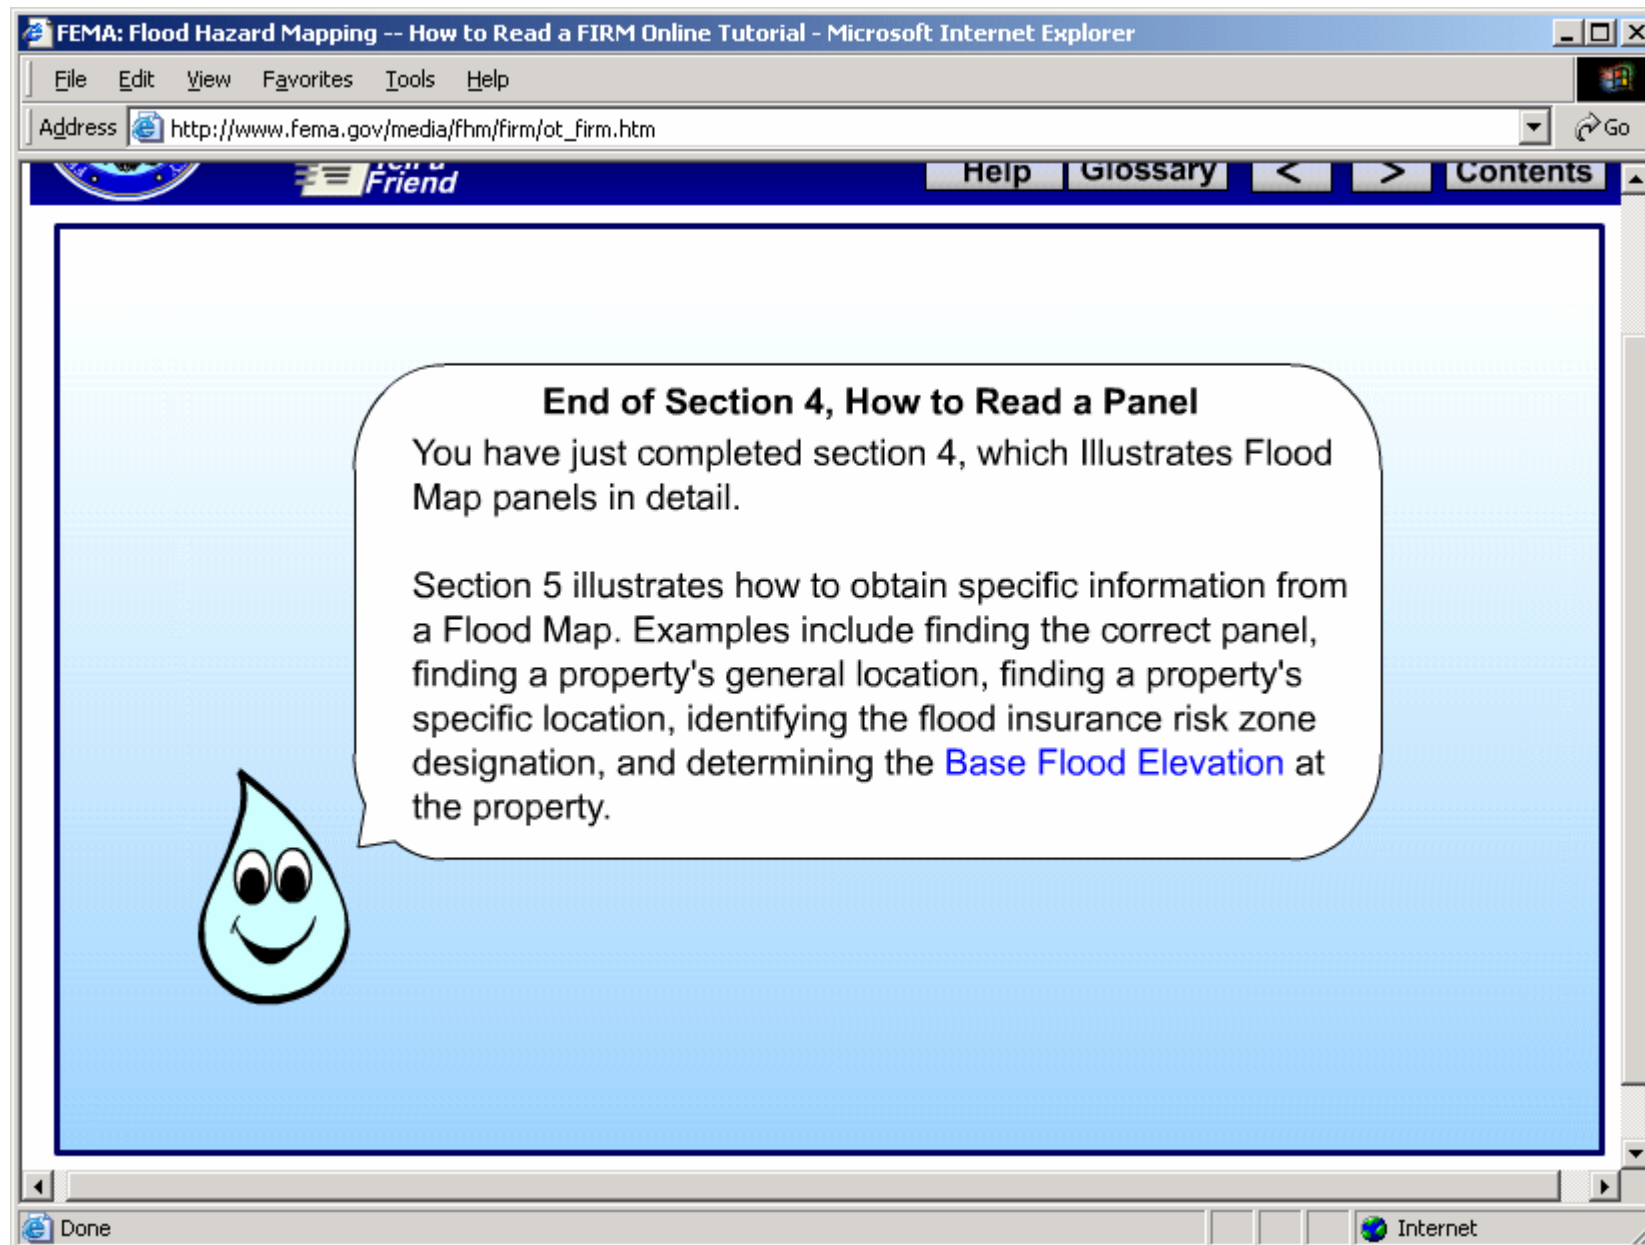 FEMA: Flood Hazard Mapping -- How to Read a FIRM Online Tutorial - Microsoft Internet Explorer
File Edit View Favorites Tools Help
Address http://www.fema.gov/media/fhm/firm/ot_firm.htm Go
Tell a
Friend
Help Glossary < > Contents
End of Section 4, How to Read a Panel
You have just completed section 4, which Illustrates Flood
Map panels in detail.
Section 5 illustrates how to obtain specific information from
a Flood Map. Examples include finding the correct panel,
finding a property's general location, finding a property's
specific location, identifying the flood insurance risk zone
designation, and determining the Base Flood Elevation at
the property.
Done Internet